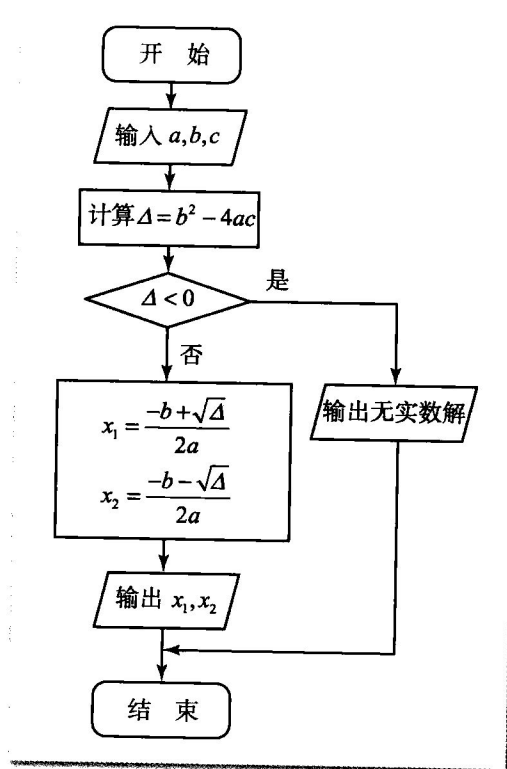 开 始
输入 a,b,c
计算Δ=b² − 4ac
Δ<0
是
否
x₁ = (−b+√Δ)/(2a)
x₂ = (−b−√Δ)/(2a)
输出无实数解
输出 x₁,x₂
结 束